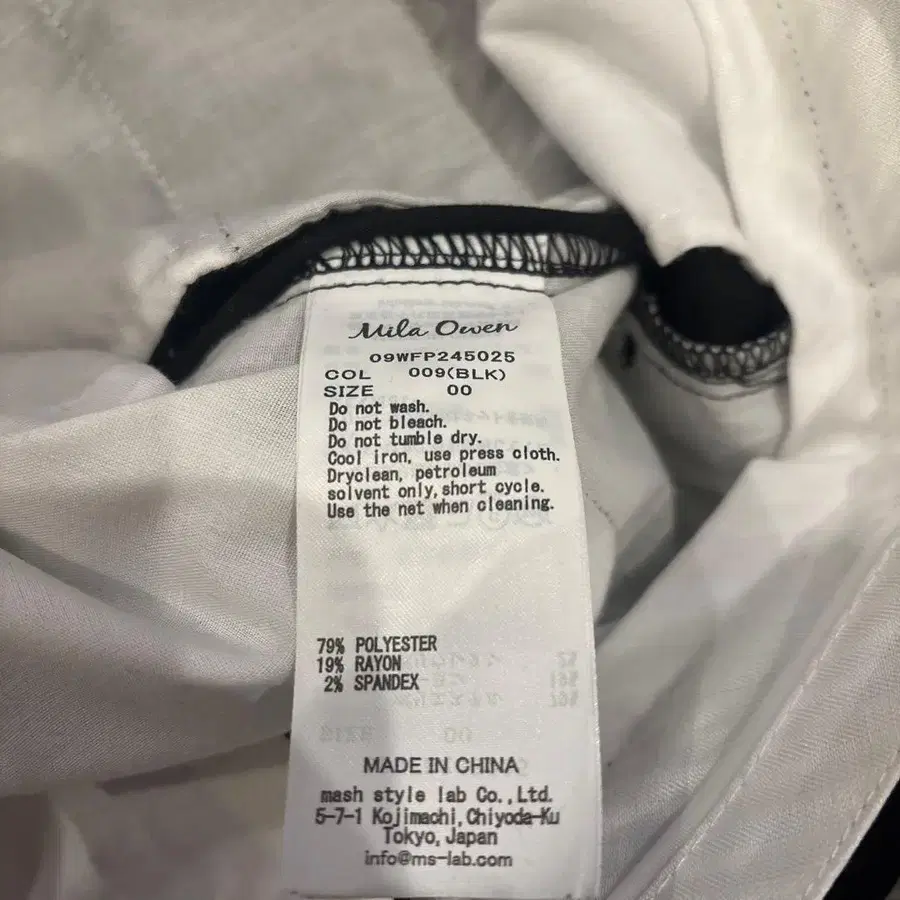 Mila Owen
09WFP245025
COL 009(BLK)
SIZE 00
Do not wash.
Do not bleach.
Do not tumble dry.
Cool iron, use press cloth.
Dryclean, petroleum
solvent only,short cycle.
Use the net when cleaning.
79% POLYESTER
19% RAYON
2% SPANDEX
MADE IN CHINA
mash style lab Co.,Ltd.
5-7-1 Kojimachi,Chiyoda-Ku
Tokyo,Japan
info@ms-lab.com